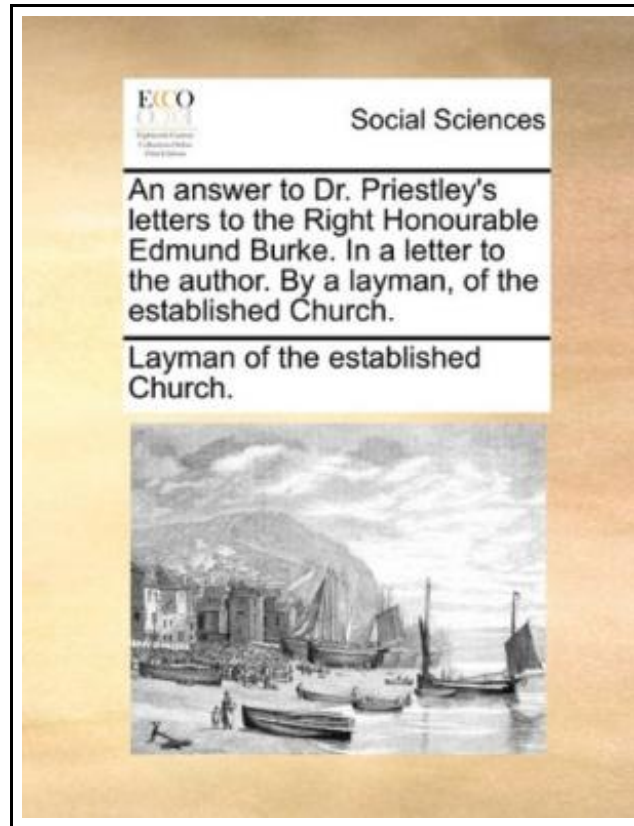 ECCO
Social Sciences
An answer to Dr. Priestley's
letters to the Right Honourable
Edmund Burke. In a letter to
the author. By a layman, of the
established Church.
Layman of the established
Church.